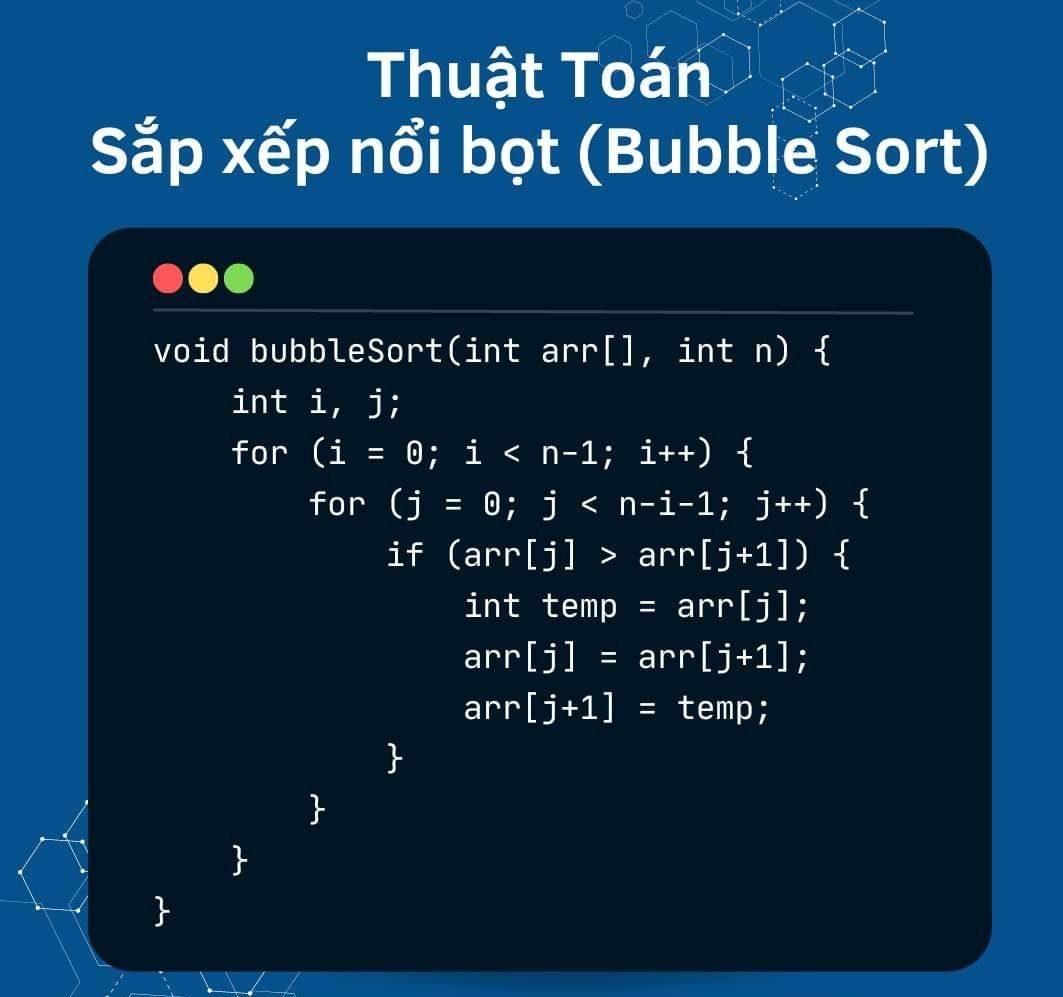 Thuật Toán
Sắp xếp nổi bọt (Bubble Sort)
void bubbleSort(int arr[], int n) {
    int i, j;
    for (i = 0; i < n-1; i++) {
        for (j = 0; j < n-i-1; j++) {
            if (arr[j] > arr[j+1]) {
                int temp = arr[j];
                arr[j] = arr[j+1];
                arr[j+1] = temp;
            }
        }
    }
}